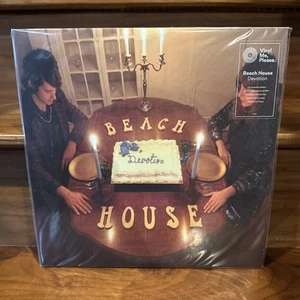 Vinyl
Me,
Please.
Beach House
Devotion
BEACH
Devotion
HOUSE